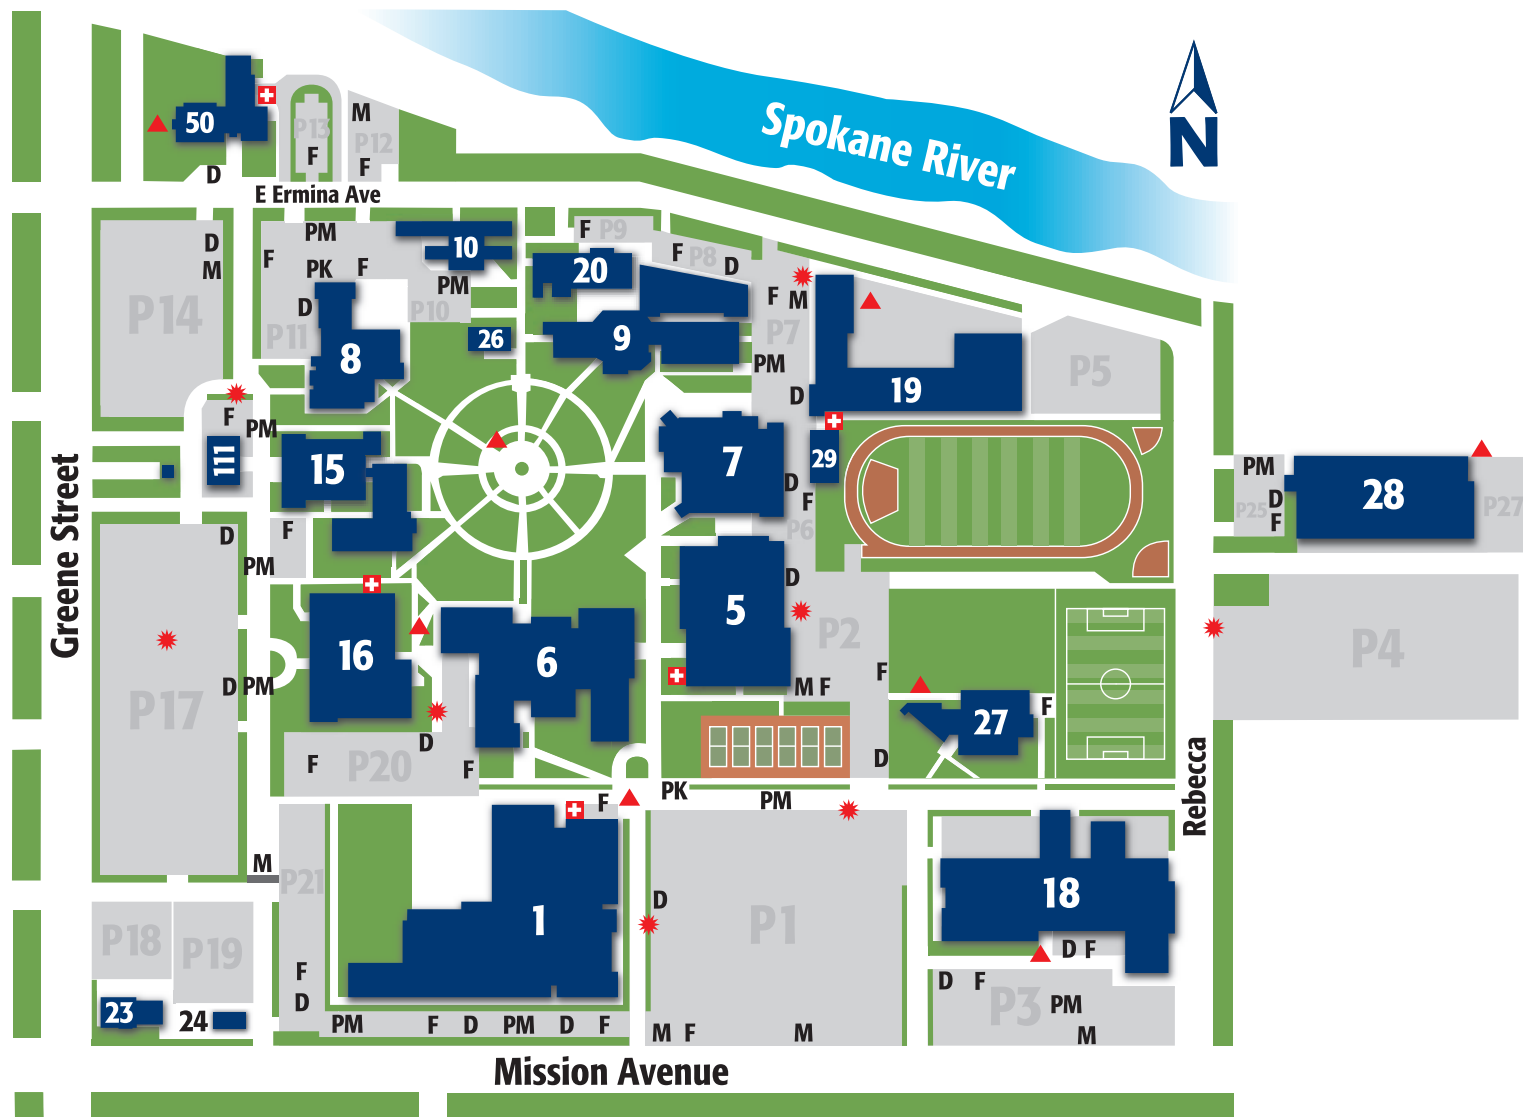 Spokane River
N
50
P13
M
P12
F
F
D
E Ermina Ave
PM
10
F P9
D
M
F
PK F
20
F P8 D
F M
PM
D
P10
P14
P11
26
9
P7
8
PM
P5
D
19
F
PM
111
15
7
29
D
F
P6
PM
D
F
28
P25
P27
D
F
PM
D
5
P2
Greene Street
16
6
P4
F
D PM
M F
P17
F
27
D
F
P20
F
D
PK
PM
Rebecca
F
M
P21
18
D
1
P1
P18
P19
D F
F
D
D F
P3
PM
23
24
PM
F
D
PM
D
F
M F
M
M
Mission Avenue